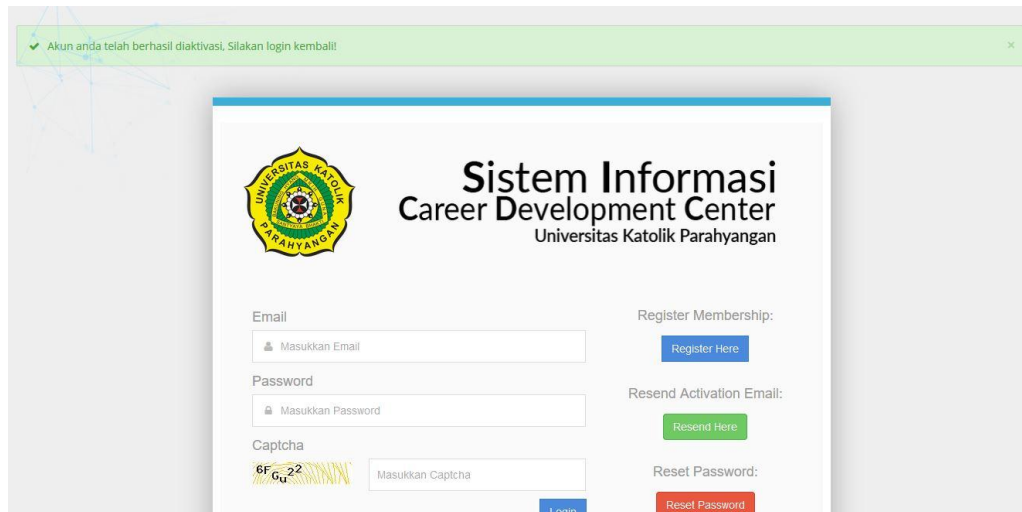 Akun anda telah berhasil diaktivasi, Silakan login kembali!
×
UNIVERSITAS KATOLIK
PARAHYANGAN
Sistem Informasi
Career Development Center
Universitas Katolik Parahyangan
Email
Masukkan Email
Password
Masukkan Password
Captcha
6FGu22
Masukkan Captcha
Login
Register Membership:
Register Here
Resend Activation Email:
Resend Here
Reset Password:
Reset Password